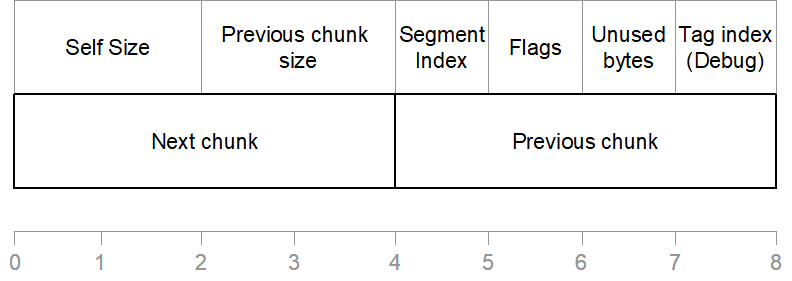 Self Size
Previous chunk
size
Segment
Index
Flags
Unused
bytes
Tag index
(Debug)
Next chunk
Previous chunk
0 1 2 3 4 5 6 7 8